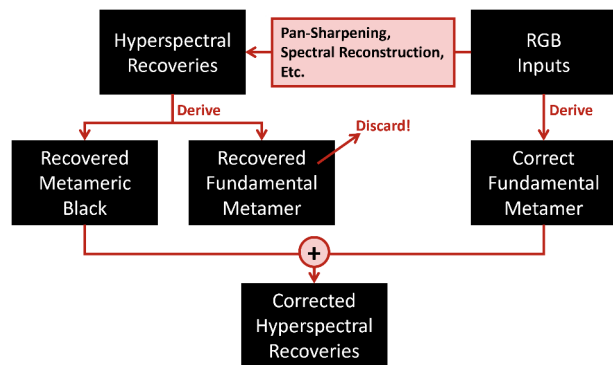 Hyperspectral
Recoveries
Pan-Sharpening,
Spectral Reconstruction,
Etc.
RGB
Inputs
Derive
Derive
Discard!
Recovered
Metameric
Black
Recovered
Fundamental
Metamer
Correct
Fundamental
Metamer
+
Corrected
Hyperspectral
Recoveries